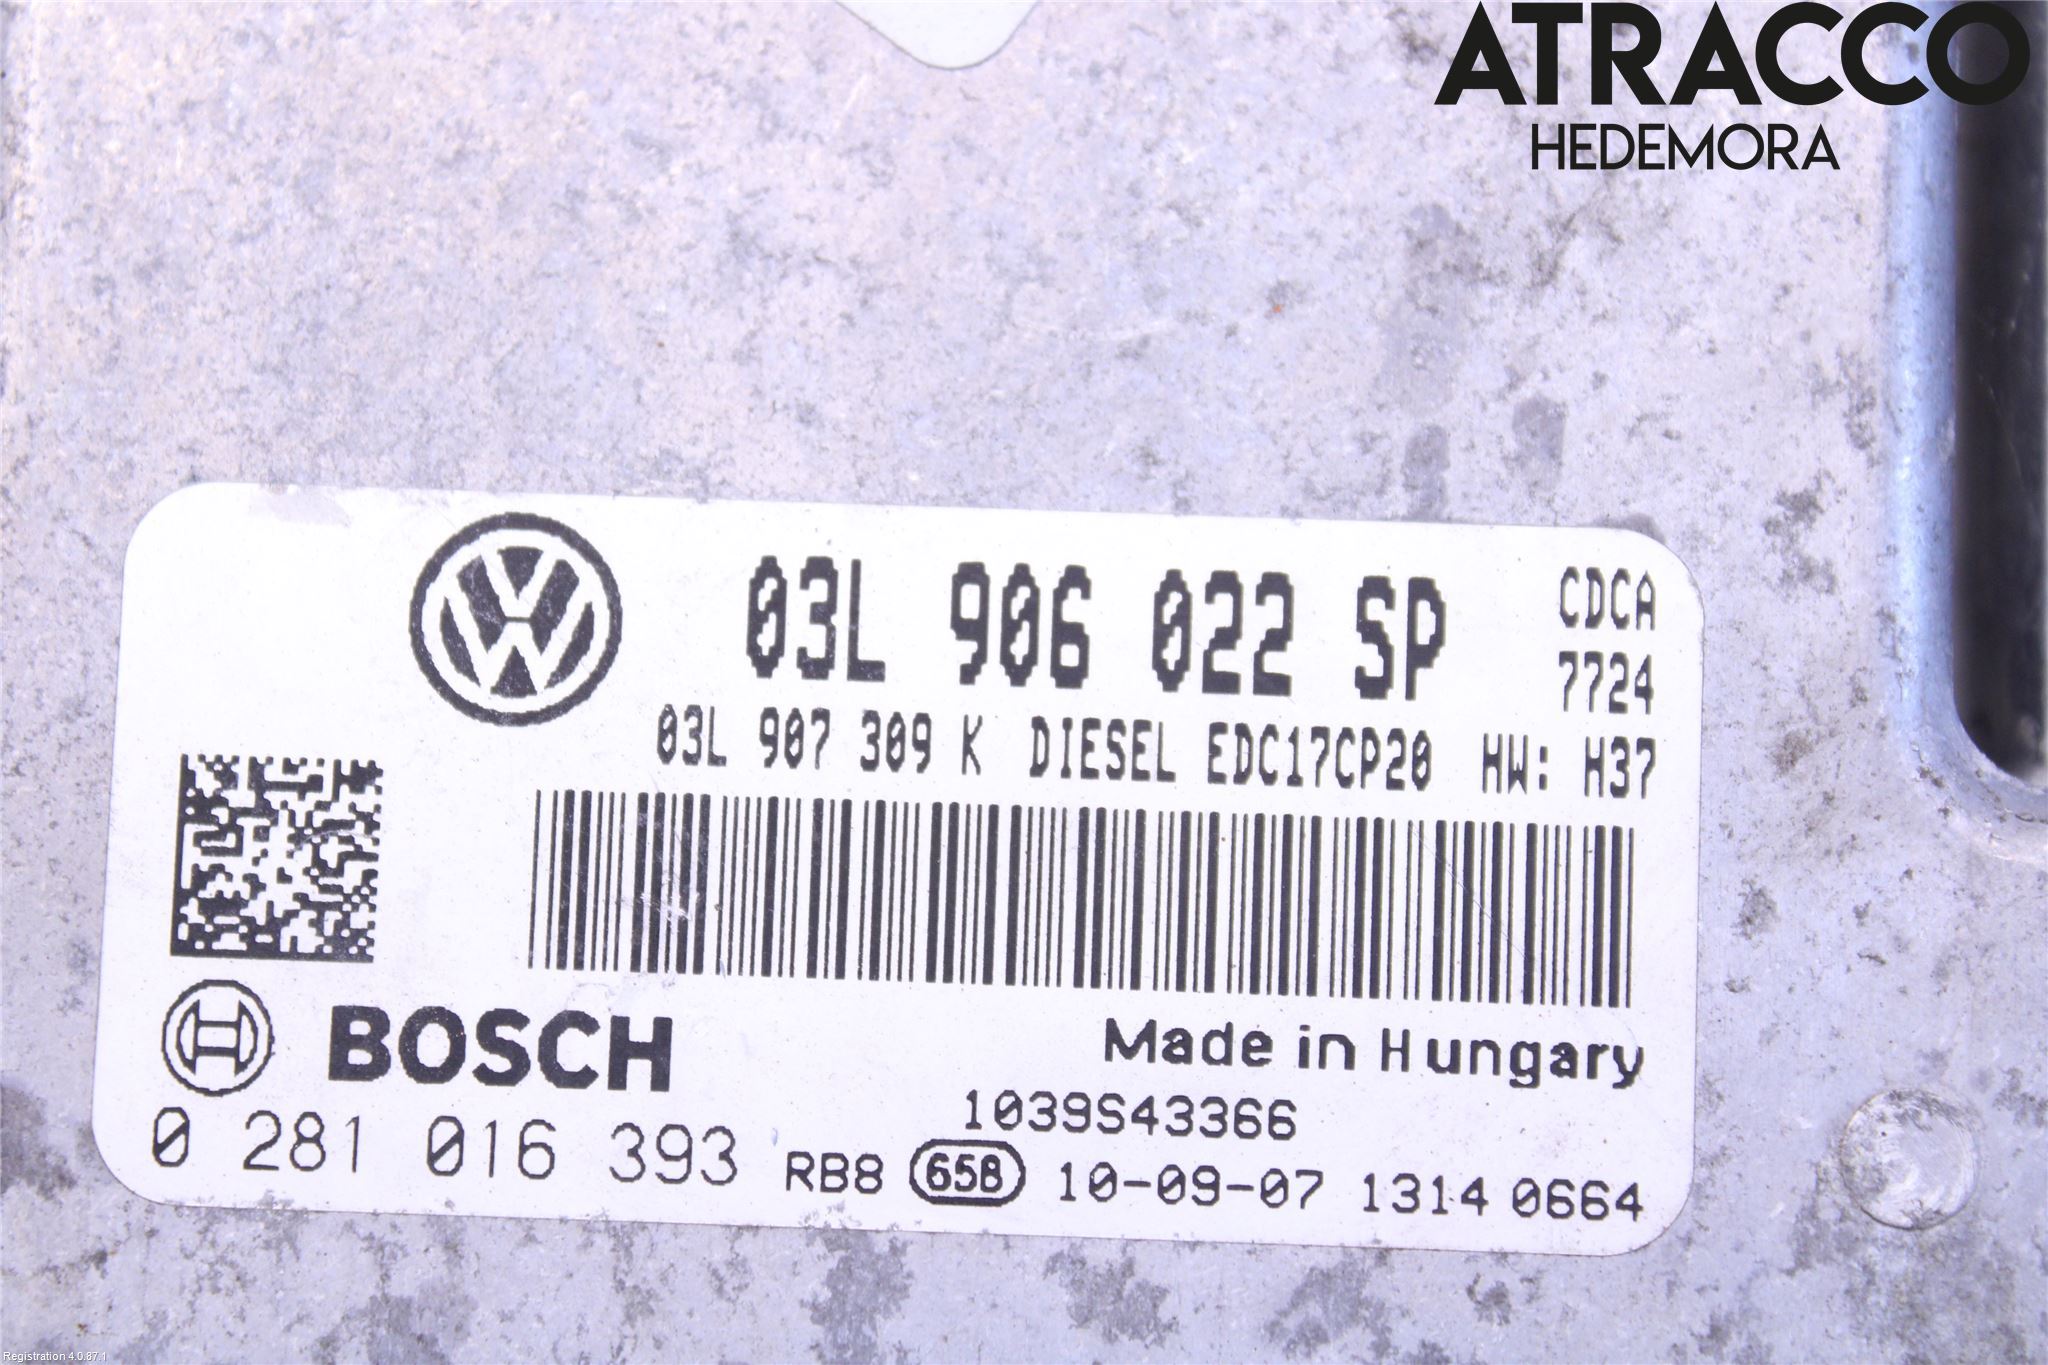 ATRACCO
HEDEMORA
03L 906 022 SP
CDCA
7724
03L 907 309 K DIESEL EDC17CP20 HW: H37
BOSCH
Made in Hungary
1039S43366
0 281 016 393 RB8 65B 10-09-07 1314 0664
Registration 4.0.87.1